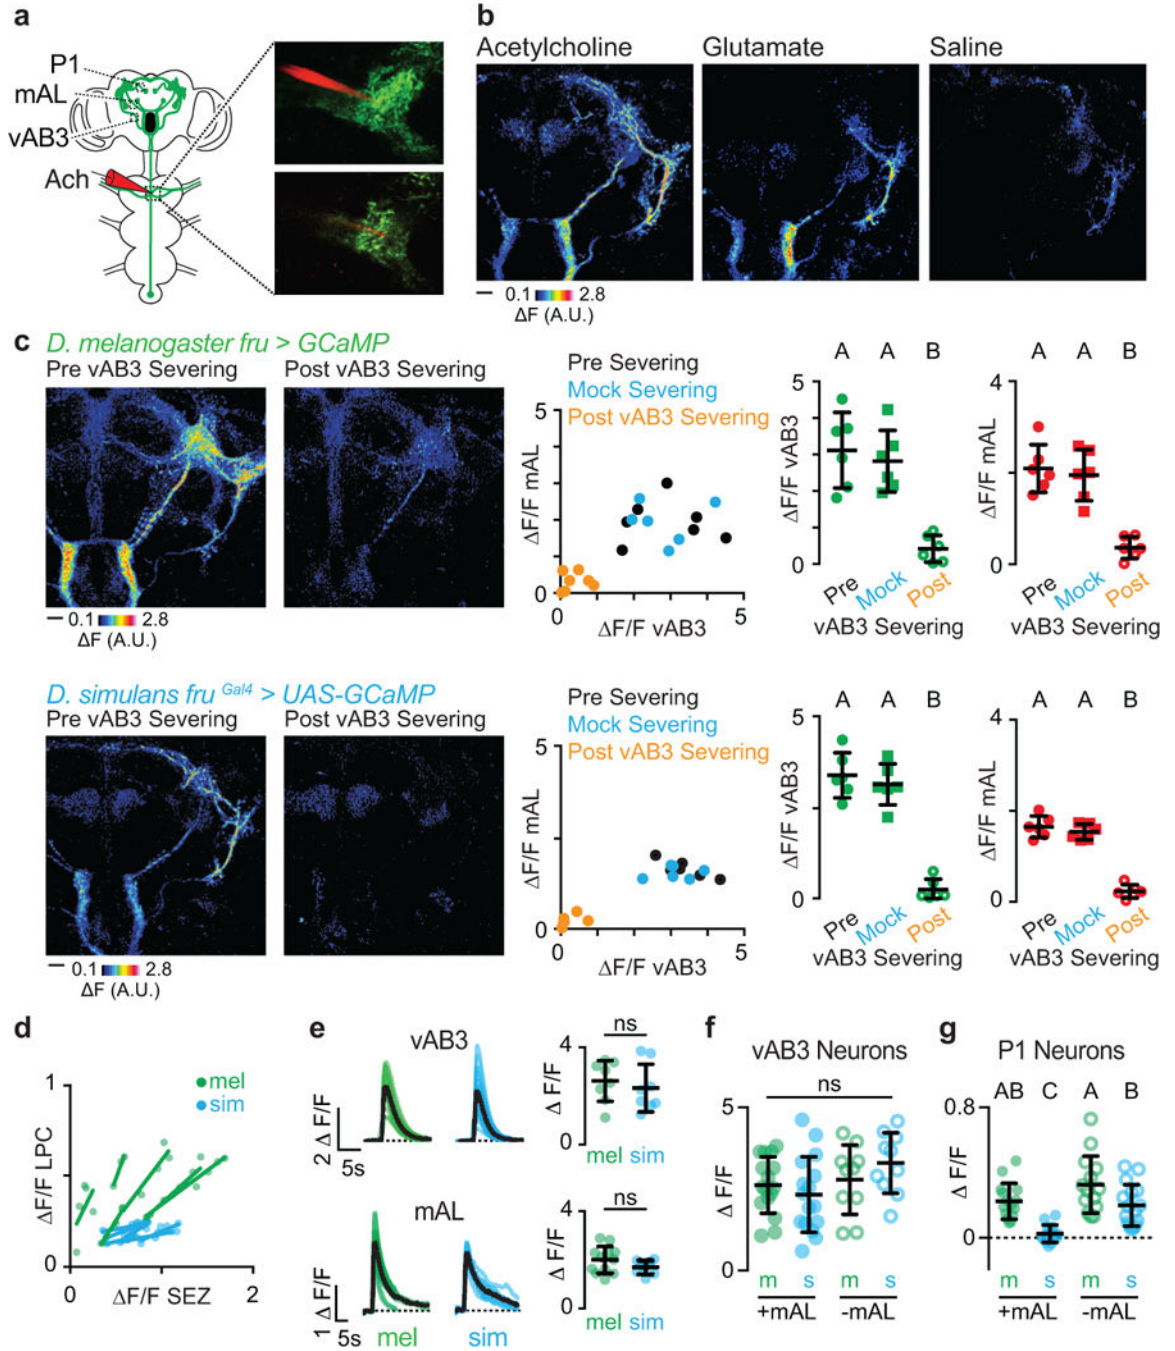 a
P1
mAL
vAB3
Ach
b
Acetylcholine Glutamate Saline
0.1 2.8
ΔF (A.U.)
c
D. melanogaster fru > GCaMP
Pre vAB3 Severing Post vAB3 Severing
0.1 2.8
ΔF (A.U.)
Pre Severing
Mock Severing
Post vAB3 Severing
5
ΔF/F mAL
0
0 5
ΔF/F vAB3
A A B
5
ΔF/F vAB3
0
Pre Mock Post
vAB3 Severing
A A B
4
ΔF/F mAL
0
Pre Mock Post
vAB3 Severing
D. simulans fru Gal4 > UAS-GCaMP
Pre vAB3 Severing Post vAB3 Severing
0.1 2.8
ΔF (A.U.)
Pre Severing
Mock Severing
Post vAB3 Severing
5
ΔF/F mAL
0
0 5
ΔF/F vAB3
A A B
5
ΔF/F vAB3
0
Pre Mock Post
vAB3 Severing
A A B
4
ΔF/F mAL
0
Pre Mock Post
vAB3 Severing
d
mel
sim
1
ΔF/F LPC
0
0 2
ΔF/F SEZ
e
vAB3
2 Δ F/F
5s
ns
4
Δ F/F
0
mel sim
mAL
1 Δ F/F
5s
mel sim
ns
4
Δ F/F
0
mel sim
f
vAB3 Neurons
ns
5
Δ F/F
0
m s m s
+mAL -mAL
g
P1 Neurons
AB C A B
0.8
Δ F/F
0
m s m s
+mAL -mAL